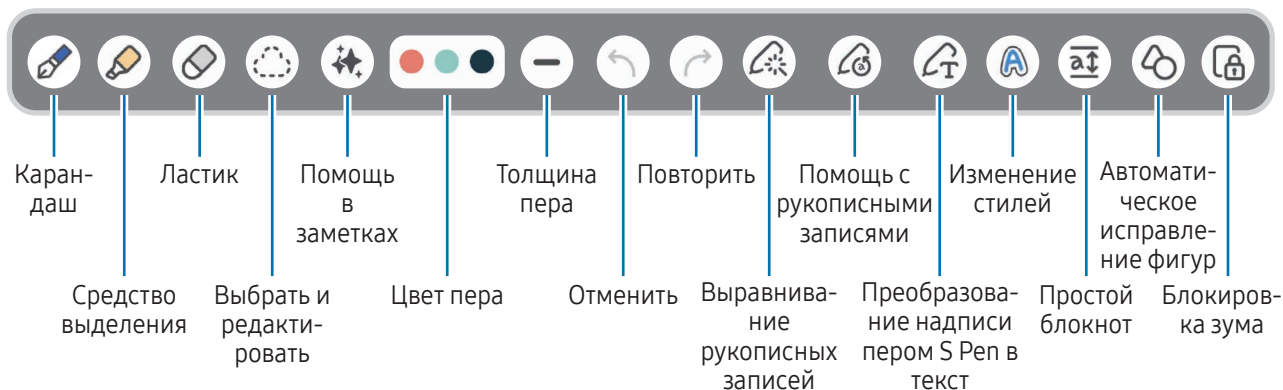 Каран-
даш
Ластик
Помощь
в
заметках
Толщина
пера
Повторить
Помощь с
рукописными
записями
Изменение
стилей
Автомати-
ческое
исправле-
ние фигур
Средство
выделения
Выбрать и
редакти-
ровать
Цвет пера
Отменить
Выравнива-
ние
рукописных
записей
Преобразова-
ние надписи
пером S Pen в
текст
Простой
блокнот
Блокиров-
ка зума